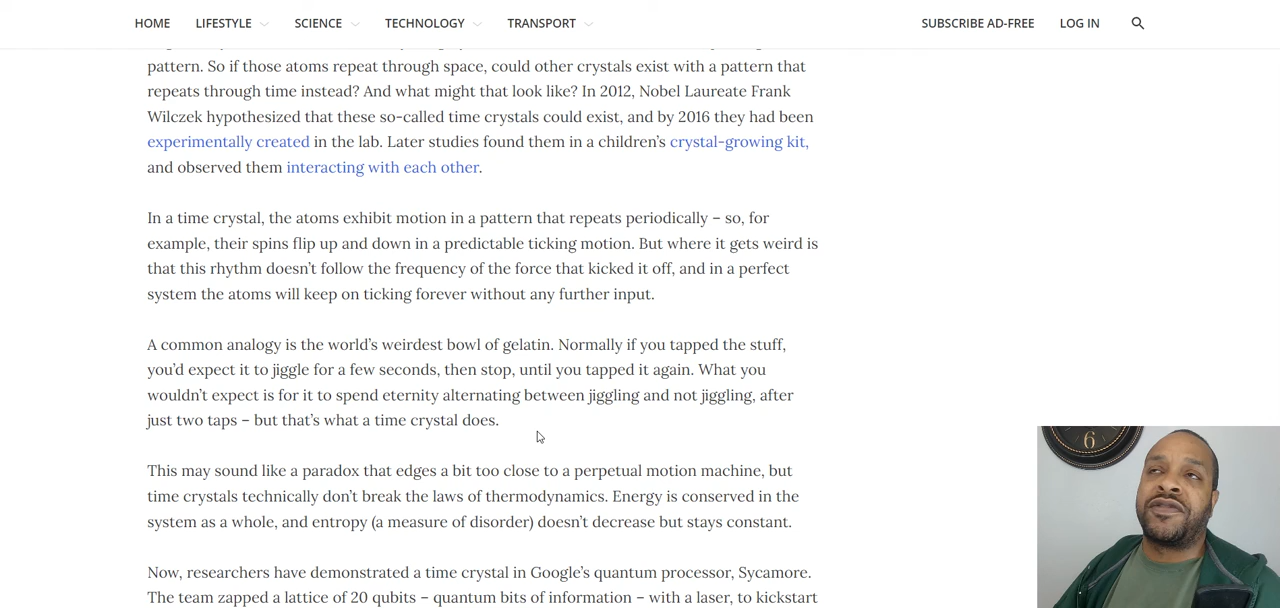 HOME LIFESTYLE SCIENCE TECHNOLOGY TRANSPORT SUBSCRIBE AD-FREE LOG IN
pattern. So if those atoms repeat through space, could other crystals exist with a pattern that
repeats through time instead? And what might that look like? In 2012, Nobel Laureate Frank
Wilczek hypothesized that these so-called time crystals could exist, and by 2016 they had been
experimentally created in the lab. Later studies found them in a children’s crystal-growing kit,
and observed them interacting with each other.
In a time crystal, the atoms exhibit motion in a pattern that repeats periodically – so, for
example, their spins flip up and down in a predictable ticking motion. But where it gets weird is
that this rhythm doesn’t follow the frequency of the force that kicked it off, and in a perfect
system the atoms will keep on ticking forever without any further input.
A common analogy is the world’s weirdest bowl of gelatin. Normally if you tapped the stuff,
you’d expect it to jiggle for a few seconds, then stop, until you tapped it again. What you
wouldn’t expect is for it to spend eternity alternating between jiggling and not jiggling, after
just two taps – but that’s what a time crystal does.
6
This may sound like a paradox that edges a bit too close to a perpetual motion machine, but
time crystals technically don’t break the laws of thermodynamics. Energy is conserved in the
system as a whole, and entropy (a measure of disorder) doesn’t decrease but stays constant.
Now, researchers have demonstrated a time crystal in Google’s quantum processor, Sycamore.
The team zapped a lattice of 20 qubits – quantum bits of information – with a laser, to kickstart